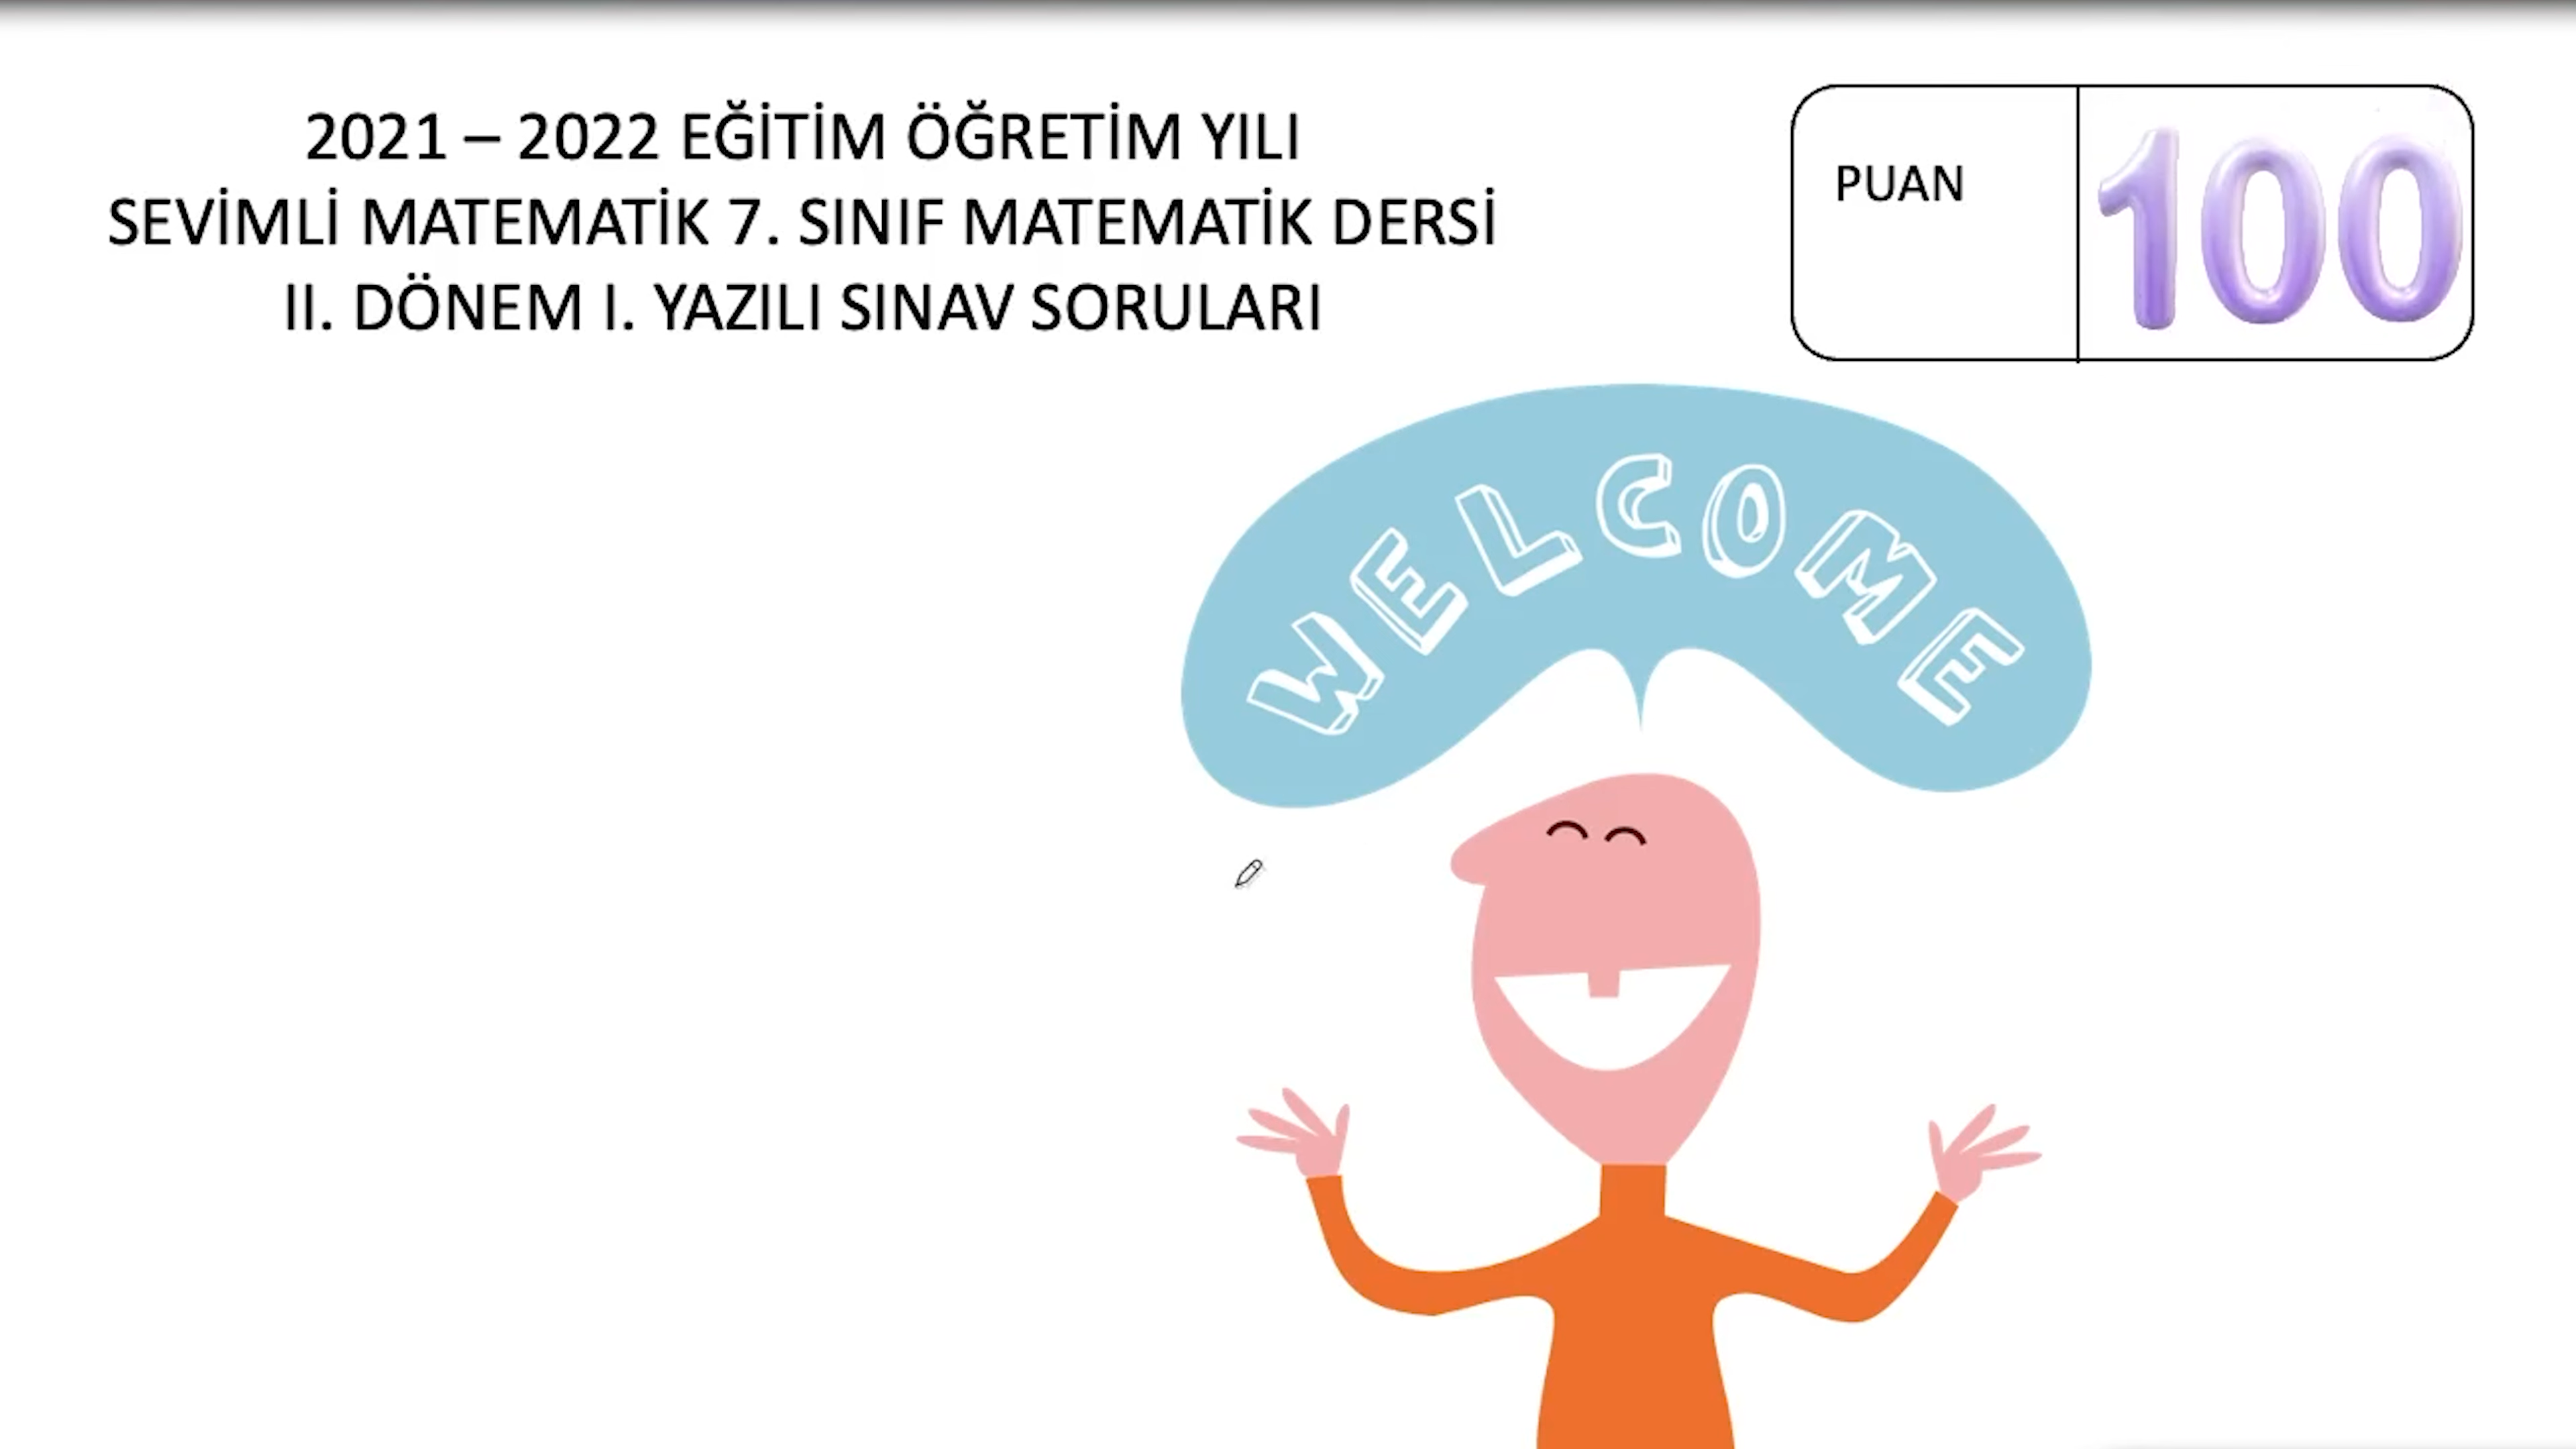 2021 – 2022 EĞİTİM ÖĞRETİM YILI
SEVİMLİ MATEMATİK 7. SINIF MATEMATİK DERSİ
II. DÖNEM I. YAZILI SINAV SORULARI
PUAN
100
WELCOME